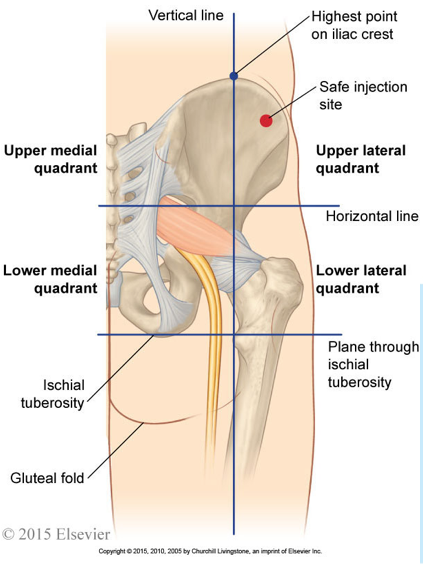 Vertical line
Highest point
on iliac crest
Safe injection
site
Upper medial
quadrant
Upper lateral
quadrant
Horizontal line
Lower medial
quadrant
Lower lateral
quadrant
Plane through
ischial
tuberosity
Ischial
tuberosity
Gluteal fold
© 2015 Elsevier
Copyright © 2015, 2010, 2005 by Churchill Livingstone, an imprint of Elsevier Inc.